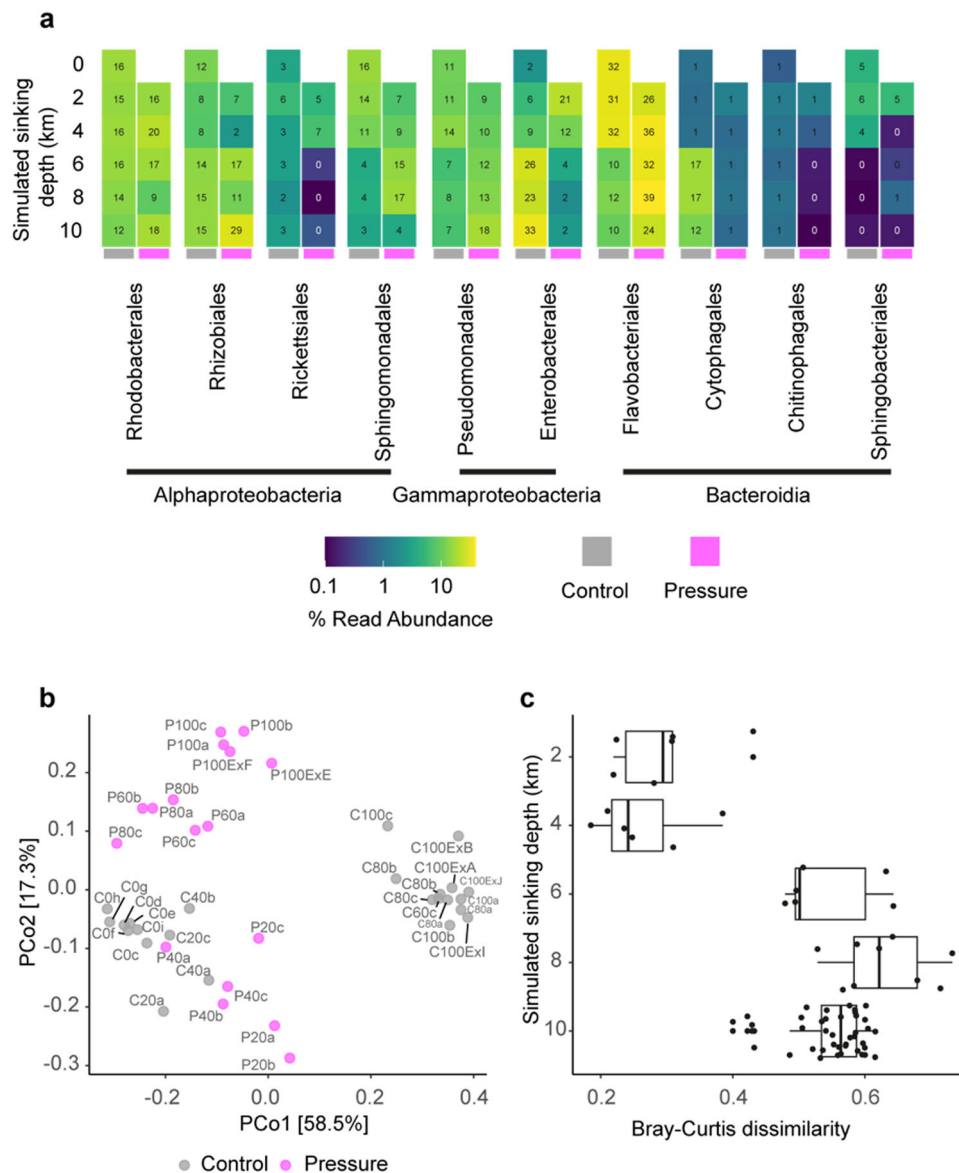 a
0 16 12 3 16 11 2 32 1 1 5
2 15 16 8 7 6 5 14 7 11 9 6 21 31 26 1 1 1 1 6 5
4 16 20 8 2 3 7 11 9 14 10 9 12 32 36 1 1 1 1 4 0
6 16 17 14 17 3 0 4 15 7 12 26 4 10 32 17 1 1 0 0 0
8 14 9 15 11 2 0 4 17 8 13 23 2 12 39 17 1 1 0 0 1
10 12 18 15 29 3 0 3 4 7 18 33 2 10 24 12 1 1 0 0 0
Simulated sinking
depth (km)
Rhodobacterales
Rhizobiales
Rickettsiales
Sphingomonadales
Pseudomonadales
Enterobacterales
Flavobacteriales
Cytophagales
Chitinophagales
Sphingobacteriales
Alphaproteobacteria Gammaproteobacteria Bacteroidia
0.1 1 10
% Read Abundance
Control Pressure
b
0.2
0.1
0.0
-0.1
-0.2
-0.3
PCo2 [17.3%]
P100c P100b
P100a
P100ExF
P100ExE
P60b P80b
P80a P60a
P80c P60c
C100c
C100ExB
C80b C100ExA
C80b C100ExJ
C80c C100a
C60c C80a C80a
C100b
C100ExI
C0g
C0h C0d C40b
C0e
C0f C0i C20c P20c
C0c P40a
C40a
P40c
C20a P40b
P20a
P20b
-0.2 0.0 0.2 0.4
PCo1 [58.5%]
Control Pressure
c
2
4
6
8
10
Simulated sinking depth (km)
0.2 0.4 0.6
Bray-Curtis dissimilarity